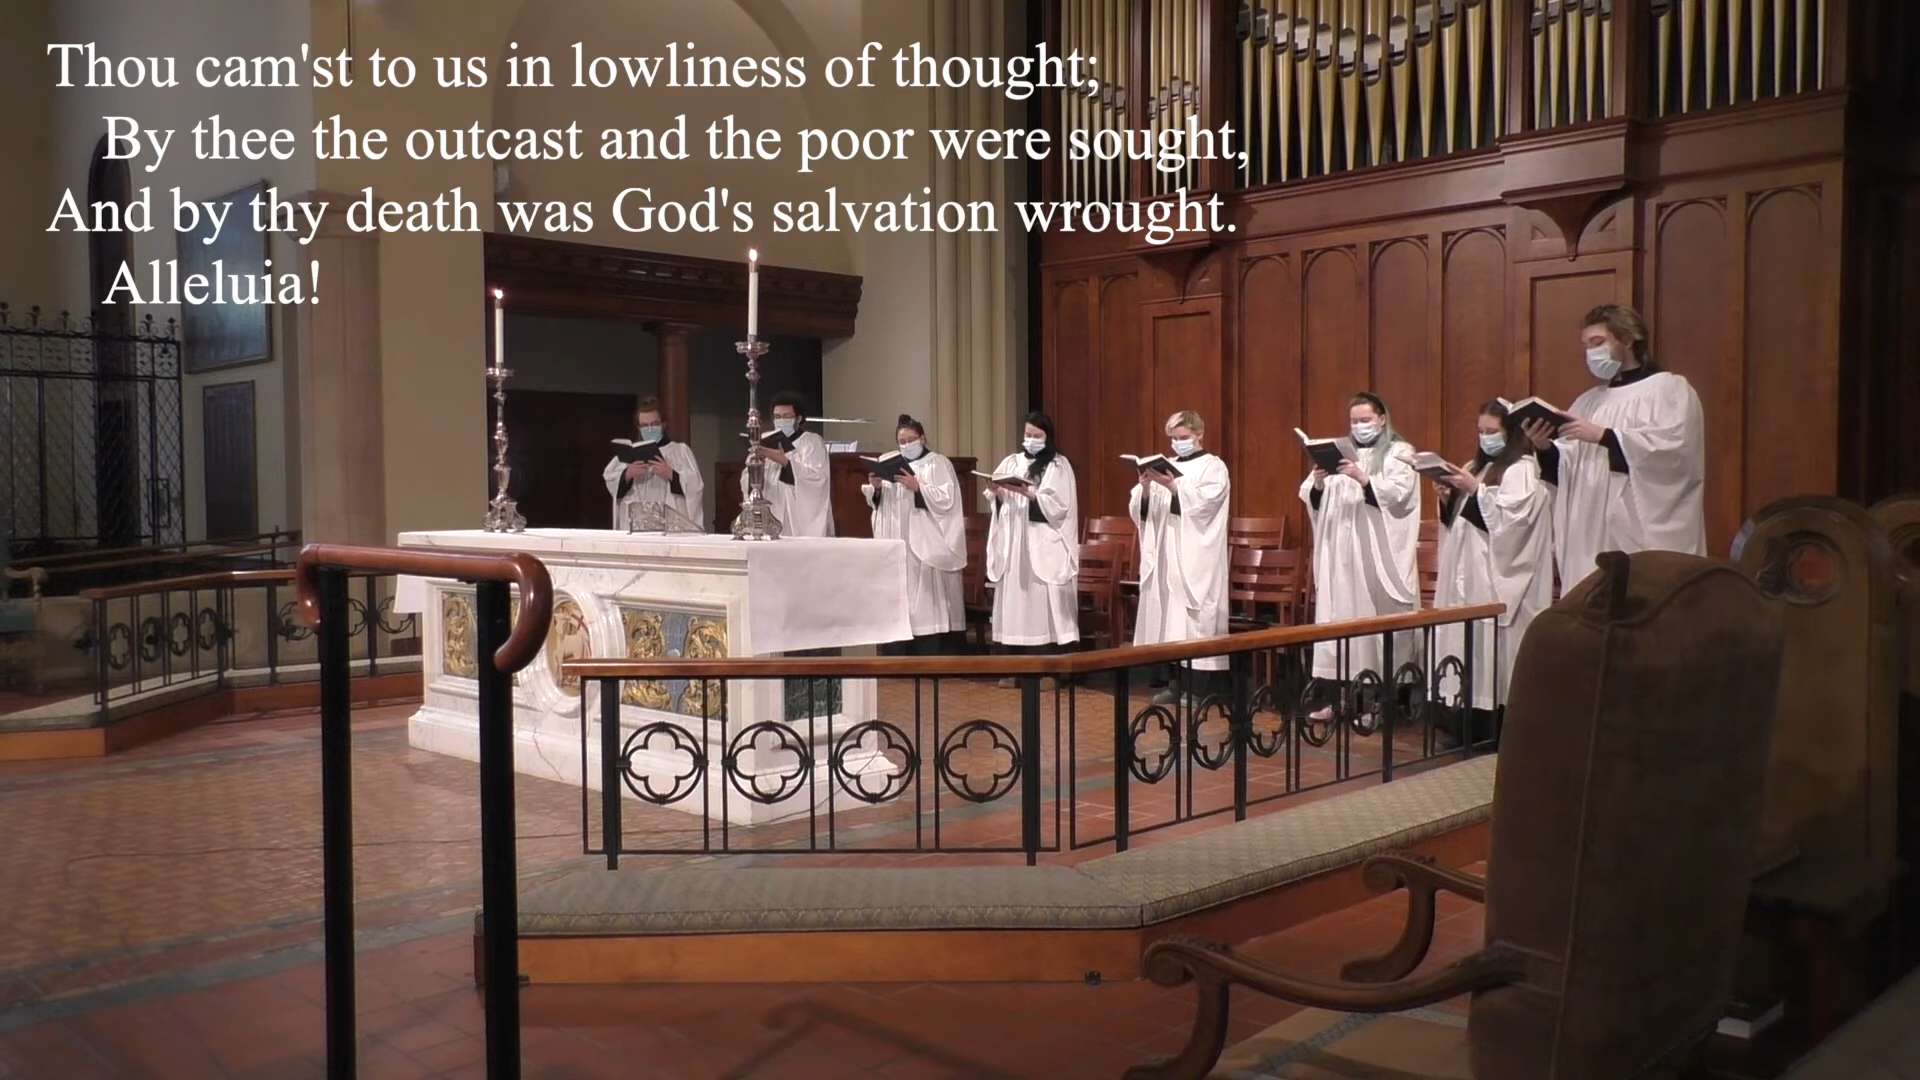 Thou cam'st to us in lowliness of thought;
By thee the outcast and the poor were sought,
And by thy death was God's salvation wrought.
Alleluia!